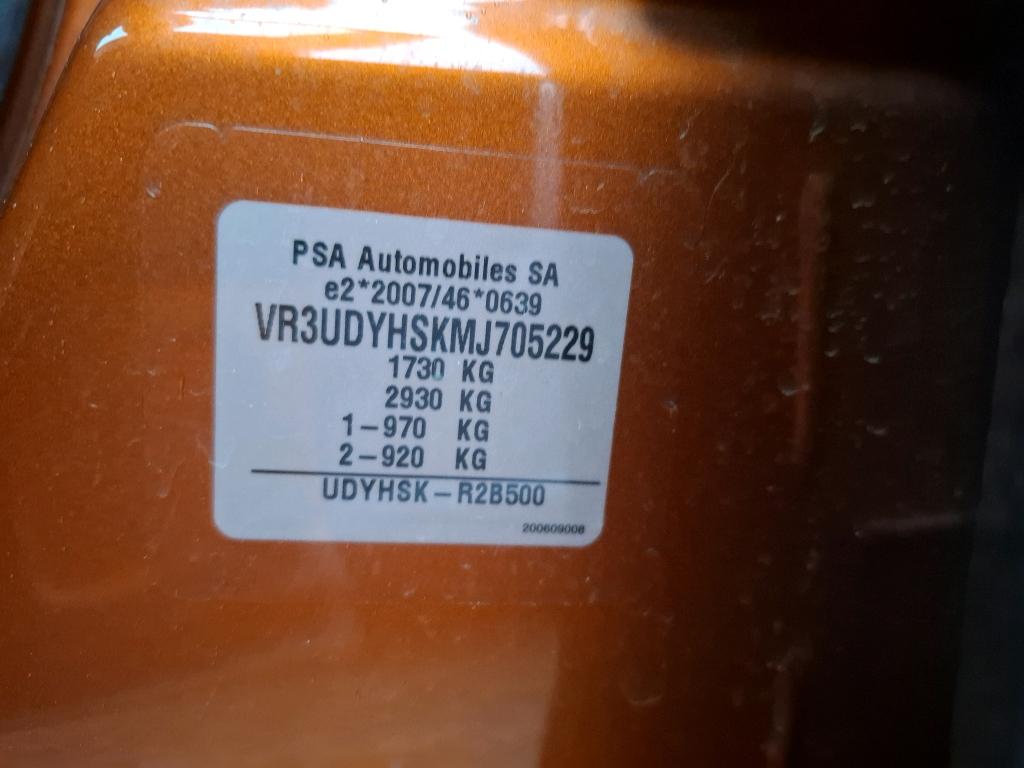 PSA Automobiles SA
e2*2007/46*0639
VR3UDYHSKMJ705229
1730 KG
2930 KG
1-970 KG
2-920 KG
UDYHSK-R2B500
200609008